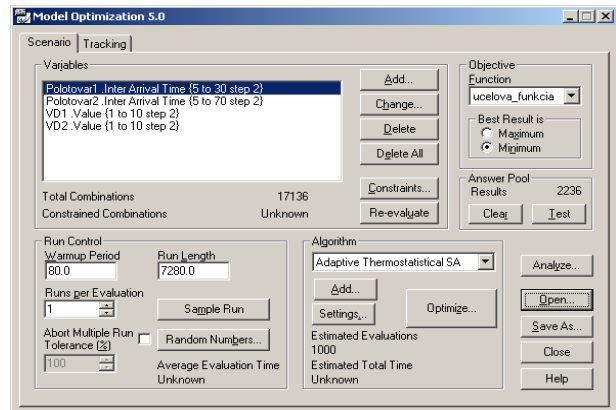 Model Optimization 5.0
Scenario
Tracking
Variables
Polotovar1 .Inter Arrival Time {5 to 30 step 2}
Polotovar2 .Inter Arrival Time {5 to 70 step 2}
VD1 .Value {1 to 10 step 2}
VD2 .Value {1 to 10 step 2}
Add...
Change...
Delete
Delete All
Total Combinations 17136
Constrained Combinations Unknown
Constraints...
Re-evaluate
Objective
Function
ucelova_funkcia
Best Result is
Maximum
Minimum
Answer Pool
Results 2236
Clear
Test
Run Control
Warmup Period
80.0
Run Length
7280.0
Runs per Evaluation
1
Sample Run
Abort Multiple Run
Tolerance (%)
100
Random Numbers...
Average Evaluation Time
Unknown
Algorithm
Adaptive Thermostatistical SA
Add...
Settings...
Optimize...
Estimated Evaluations
1000
Estimated Total Time
Unknown
Analyze...
Open...
Save As...
Close
Help